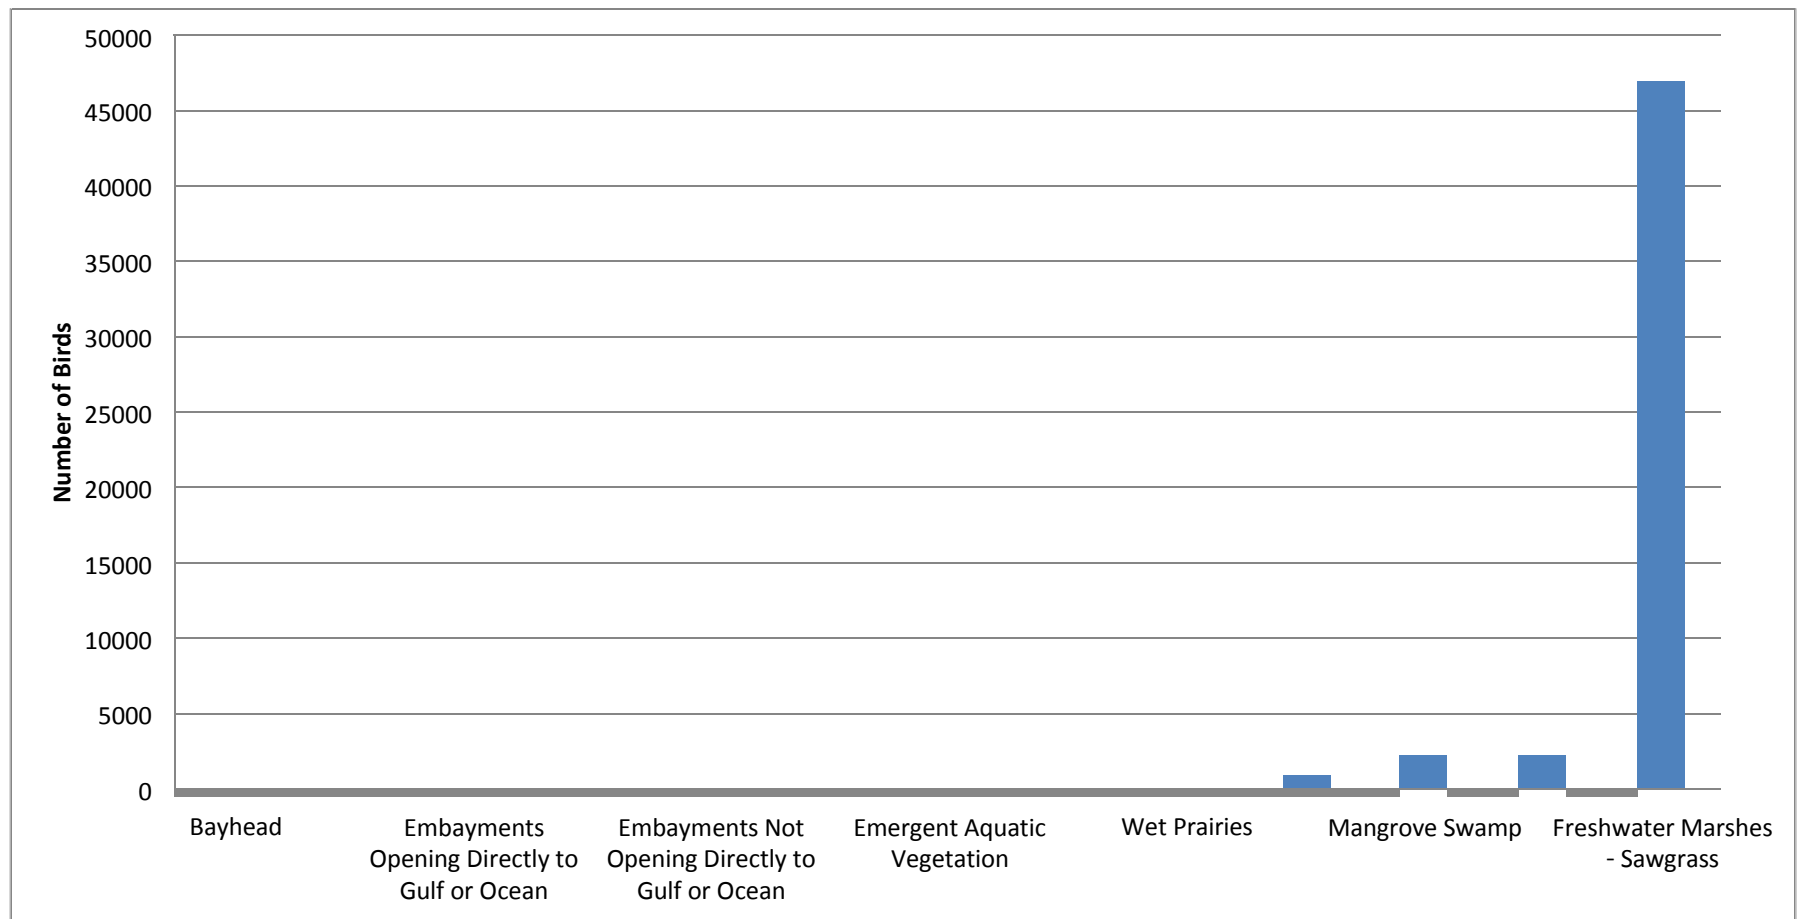 50000
45000
40000
35000
30000
25000
20000
15000
10000
5000
0
Number of Birds
Bayhead
Embayments
Opening Directly to
Gulf or Ocean
Embayments Not
Opening Directly to
Gulf or Ocean
Emergent Aquatic
Vegetation
Wet Prairies
Mangrove Swamp
Freshwater Marshes
- Sawgrass